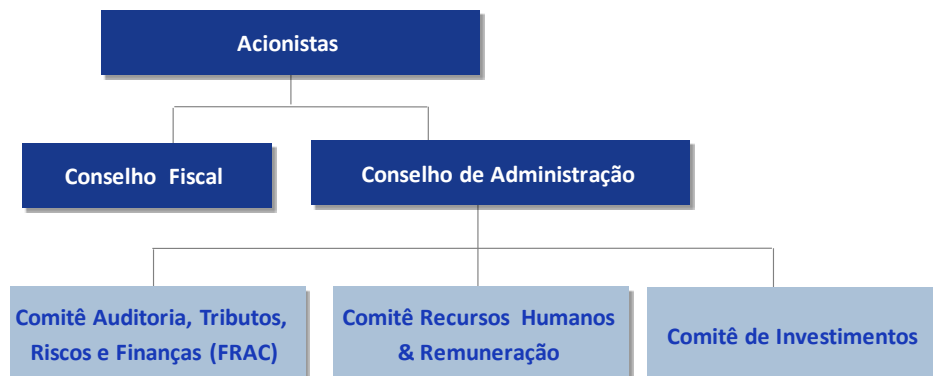 Acionistas
Conselho Fiscal
Conselho de Administração
Comitê Auditoria, Tributos,
Riscos e Finanças (FRAC)
Comitê Recursos Humanos
& Remuneração
Comitê de Investimentos